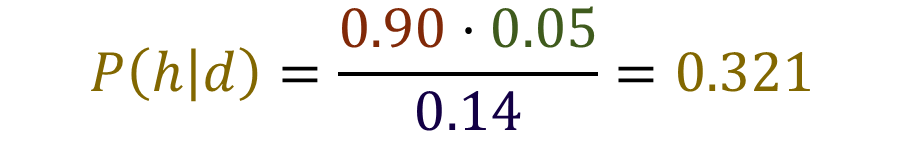 P(h|d) = 0.90 · 0.05 / 0.14 = 0.321